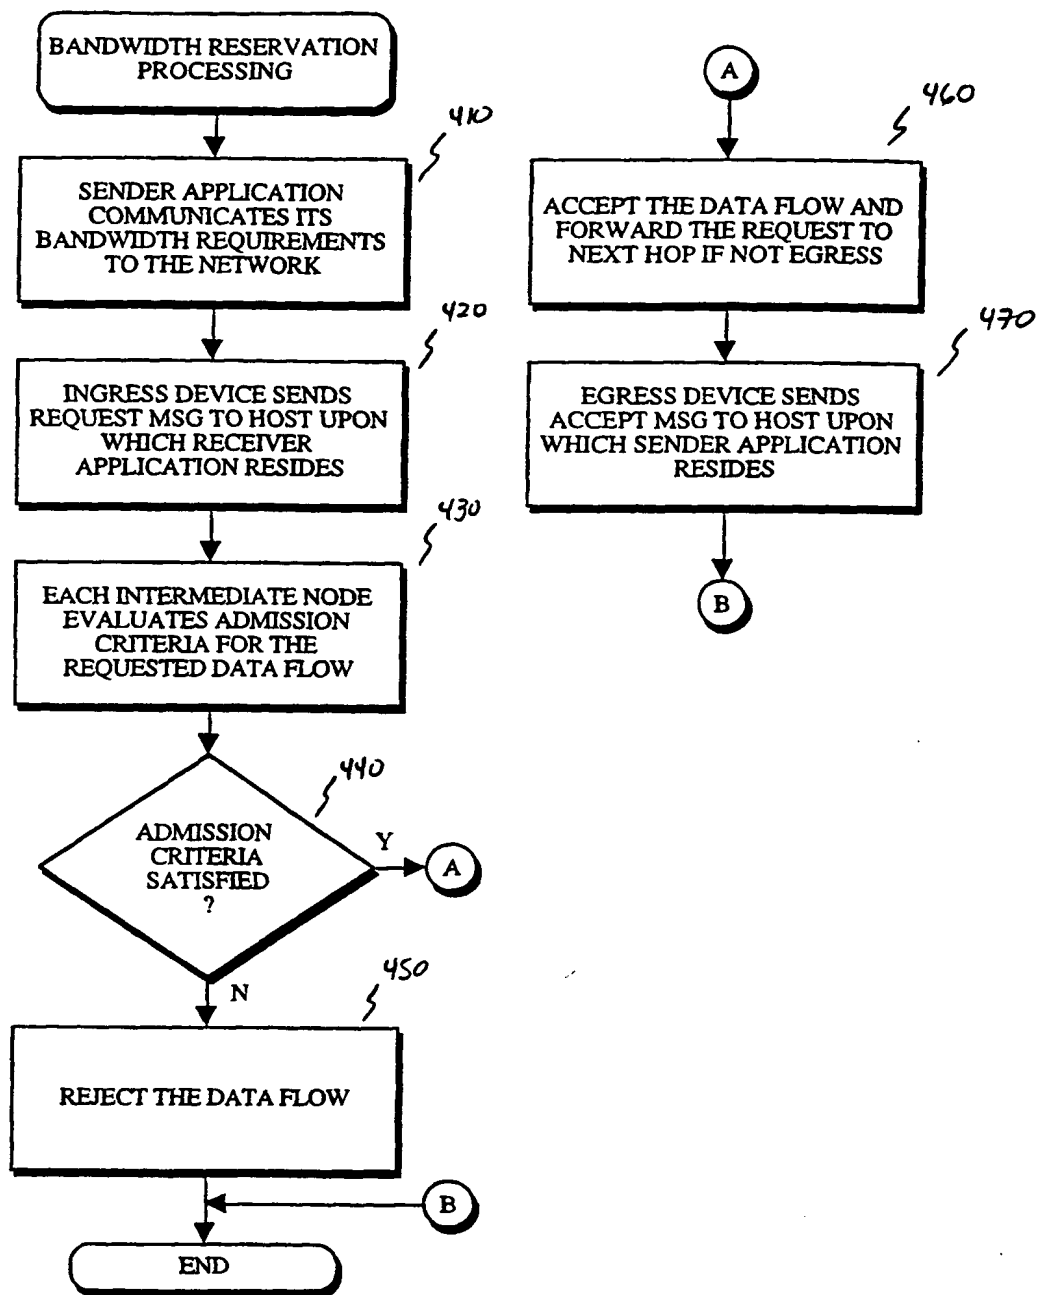 BANDWIDTH RESERVATION
PROCESSING
410
SENDER APPLICATION
COMMUNICATES ITS
BANDWIDTH REQUIREMENTS
TO THE NETWORK
420
INGRESS DEVICE SENDS
REQUEST MSG TO HOST UPON
WHICH RECEIVER
APPLICATION RESIDES
430
EACH INTERMEDIATE NODE
EVALUATES ADMISSION
CRITERIA FOR THE
REQUESTED DATA FLOW
440
ADMISSION
CRITERIA
SATISFIED
?
Y
A
N
450
REJECT THE DATA FLOW
B
END
A
460
ACCEPT THE DATA FLOW AND
FORWARD THE REQUEST TO
NEXT HOP IF NOT EGRESS
470
EGRESS DEVICE SENDS
ACCEPT MSG TO HOST UPON
WHICH SENDER APPLICATION
RESIDES
B